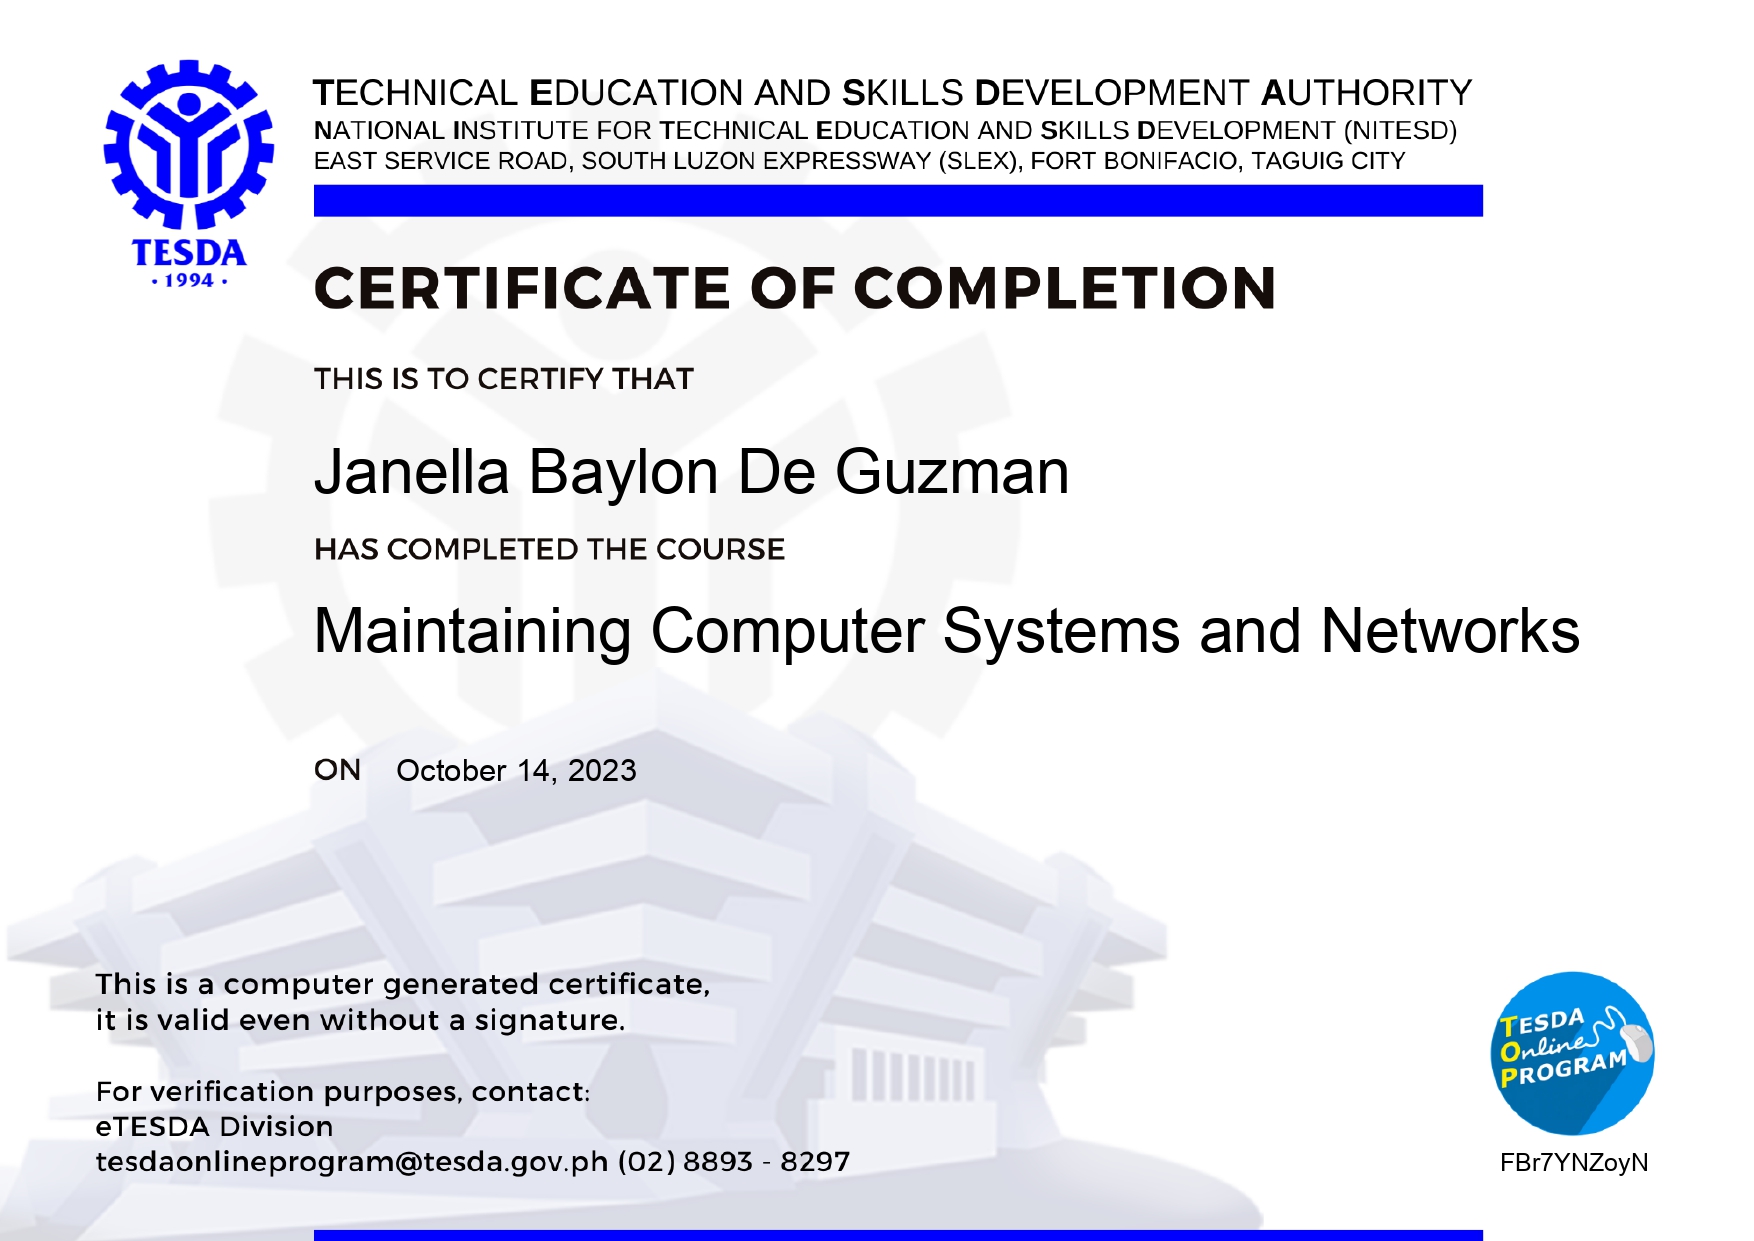 TECHNICAL EDUCATION AND SKILLS DEVELOPMENT AUTHORITY
NATIONAL INSTITUTE FOR TECHNICAL EDUCATION AND SKILLS DEVELOPMENT (NITESD)
EAST SERVICE ROAD, SOUTH LUZON EXPRESSWAY (SLEX), FORT BONIFACIO, TAGUIG CITY
TESDA
· 1994 ·
CERTIFICATE OF COMPLETION
THIS IS TO CERTIFY THAT
Janella Baylon De Guzman
HAS COMPLETED THE COURSE
Maintaining Computer Systems and Networks
ON October 14, 2023
This is a computer generated certificate,
it is valid even without a signature.
For verification purposes, contact:
eTESDA Division
tesdaonlineprogram@tesda.gov.ph (02) 8893 - 8297
TESDA
Online
PROGRAM
FBr7YNZoyN